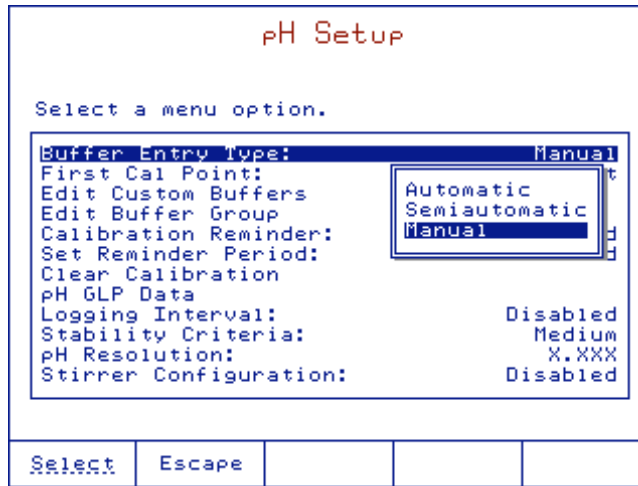 pH Setup
Select a menu option.
Buffer Entry Type: Manual
First Cal Point: t
Edit Custom Buffers
Edit Buffer Group
Calibration Reminder: d
Set Reminder Period: d
Clear Calibration
pH GLP Data
Logging Interval: Disabled
Stability Criteria: Medium
pH Resolution: X.XXX
Stirrer Configuration: Disabled
Automatic
Semiautomatic
Manual
Select Escape